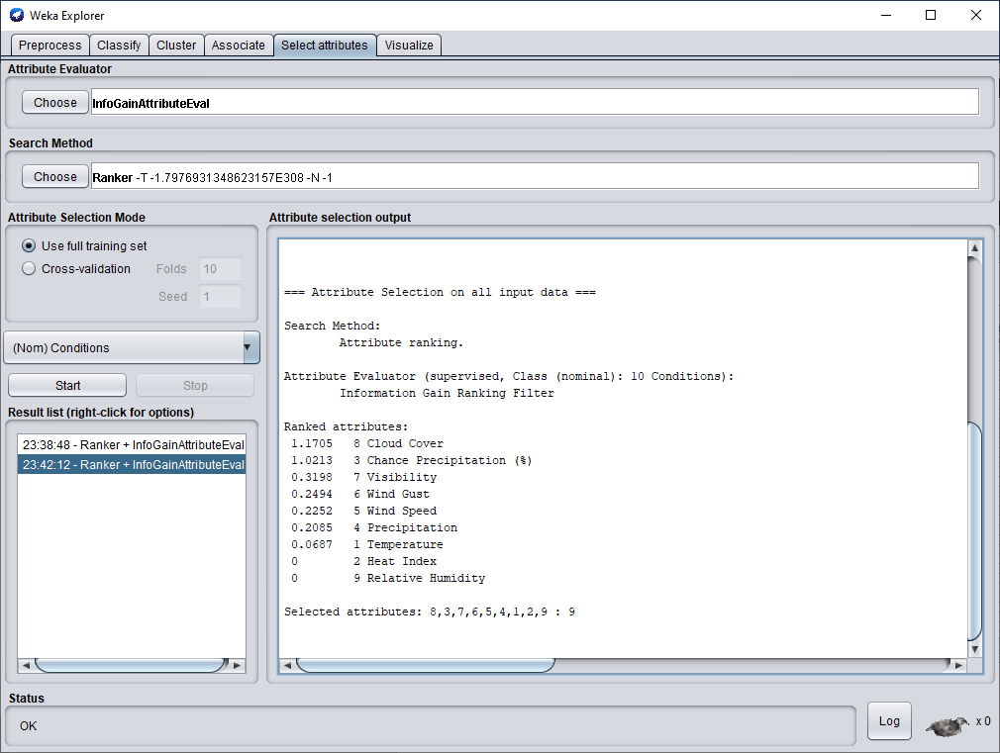 Weka Explorer
Preprocess Classify Cluster Associate Select attributes Visualize
Attribute Evaluator
Choose InfoGainAttributeEval
Search Method
Choose Ranker -T -1.7976931348623157E308 -N -1
Attribute Selection Mode
Use full training set
Cross-validation Folds 10
Seed 1
(Nom) Conditions
Start Stop
Result list (right-click for options)
23:38:48 - Ranker + InfoGainAttributeEval
23:42:12 - Ranker + InfoGainAttributeEval
Attribute selection output
=== Attribute Selection on all input data ===
Search Method:
Attribute ranking.
Attribute Evaluator (supervised, Class (nominal): 10 Conditions):
Information Gain Ranking Filter
Ranked attributes:
1.1705 8 Cloud Cover
1.0213 3 Chance Precipitation (%)
0.3198 7 Visibility
0.2494 6 Wind Gust
0.2252 5 Wind Speed
0.2085 4 Precipitation
0.0687 1 Temperature
0 2 Heat Index
0 9 Relative Humidity
Selected attributes: 8,3,7,6,5,4,1,2,9 : 9
Status
OK
Log
x 0